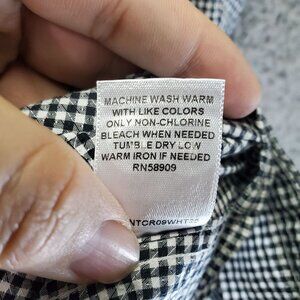 MACHINE WASH WARM
WITH LIKE COLORS
ONLY NON-CHLORINE
BLEACH WHEN NEEDED
TUMBLE DRY LOW
WARM IRON IF NEEDED
RN58909